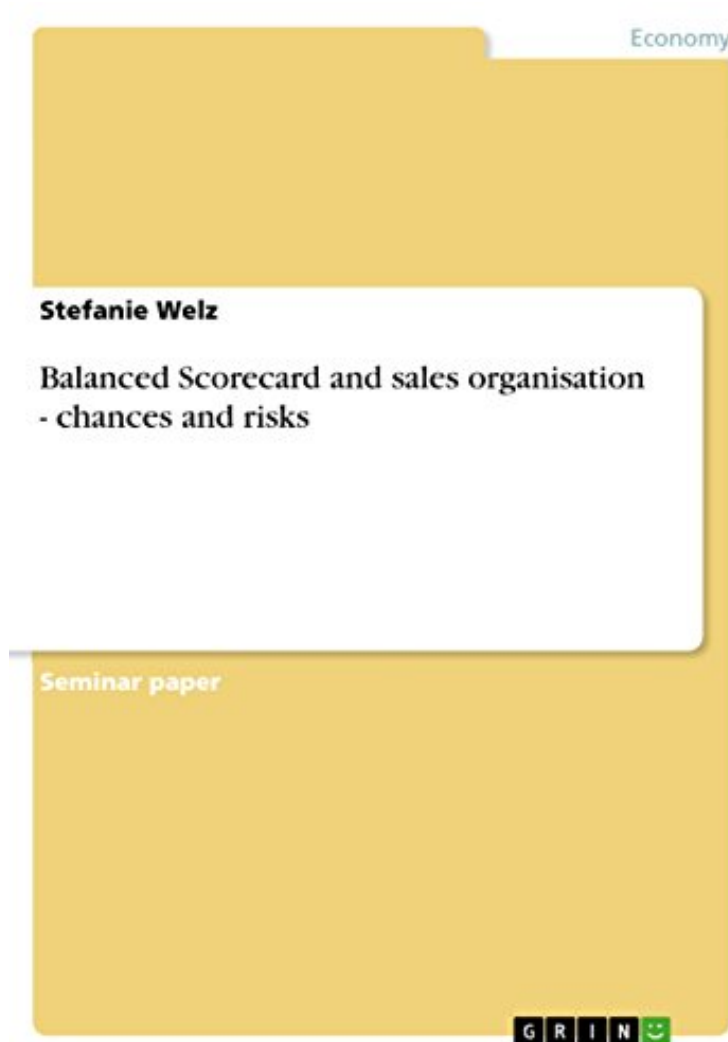 Economy
Stefanie Welz
Balanced Scorecard and sales organisation
- chances and risks
Seminar paper
GRIN